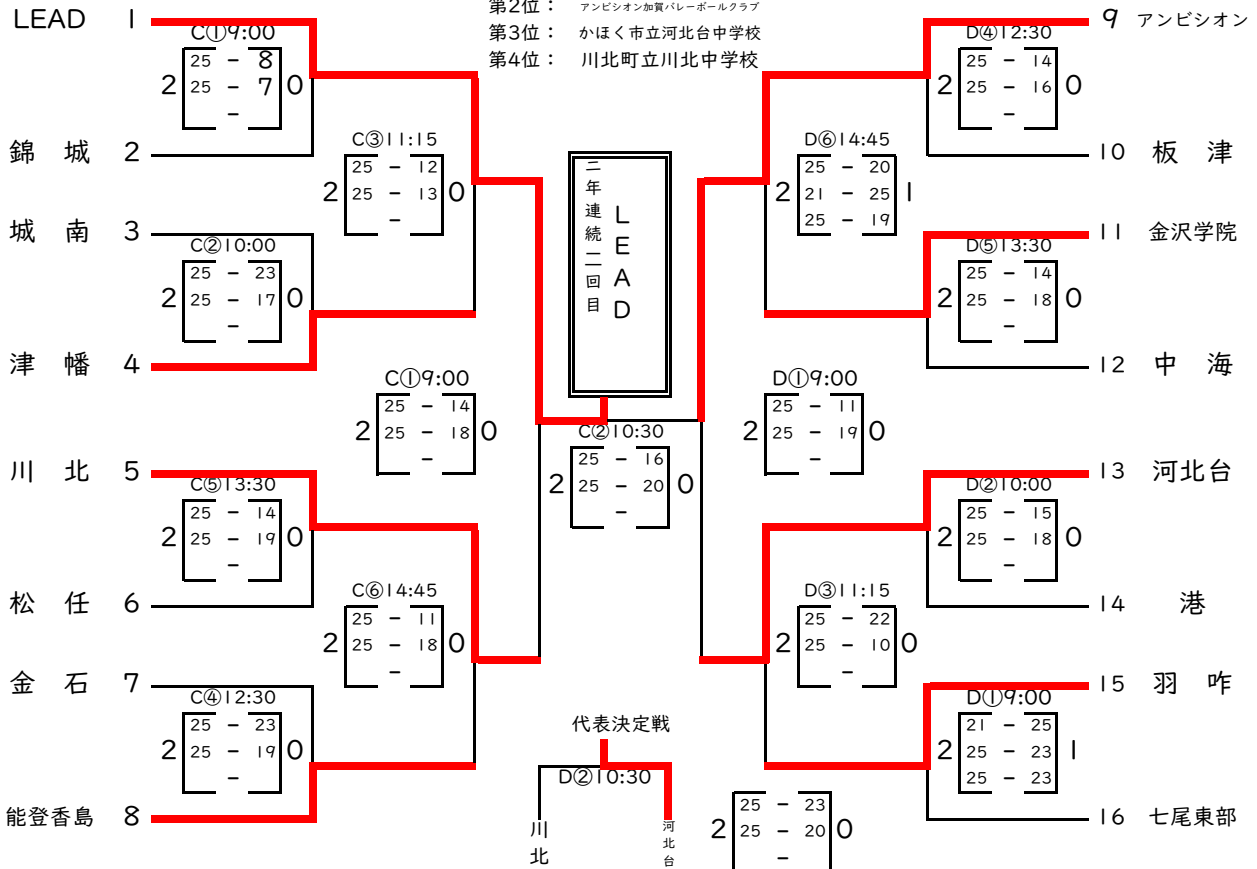 第2位： アンビシオン加賀バレーボールクラブ
第3位： かほく市立河北台中学校
第4位： 川北町立川北中学校
LEAD 1
C①9:00
2 25 - 8 0
25 - 7
-
錦城 2
C③11:15
2 25 - 12 0
25 - 13
-
城南 3
C②10:00
2 25 - 23 0
25 - 17
-
津幡 4
C①9:00
2 25 - 14 0
25 - 18
-
川北 5
C⑤13:30
2 25 - 14 0
25 - 19
-
松任 6
C⑥14:45
2 25 - 11 0
25 - 18
-
金石 7
C④12:30
2 25 - 23 0
25 - 19
-
能登香島 8
二年連続二回目
LEAD
C②10:30
2 25 - 16 0
25 - 20
-
9 アンビシオン
D④12:30
2 25 - 14 0
25 - 16
-
10 板津
D⑥14:45
2 25 - 20 1
21 - 25
25 - 19
11 金沢学院
D⑤13:30
2 25 - 14 0
25 - 18
-
12 中海
D①9:00
2 25 - 11 0
25 - 19
-
13 河北台
D②10:00
2 25 - 15 0
25 - 18
-
14 港
D③11:15
2 25 - 22 0
25 - 10
-
15 羽咋
D①9:00
2 21 - 25 1
25 - 23
25 - 23
16 七尾東部
代表決定戦
D②10:30
川北
河北台
2 25 - 23 0
25 - 20
-